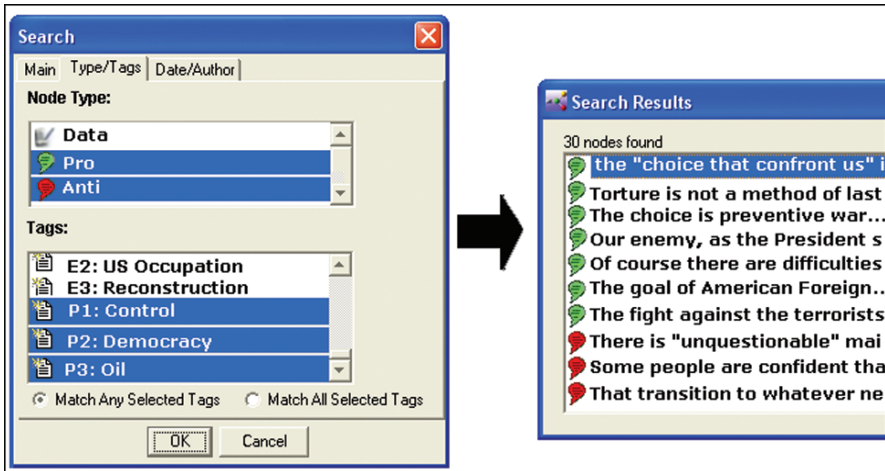 Search
Main Type/Tags Date/Author
Node Type:
Data
Pro
Anti
Tags:
E2: US Occupation
E3: Reconstruction
P1: Control
P2: Democracy
P3: Oil
Match Any Selected Tags Match All Selected Tags
OK Cancel
Search Results
30 nodes found
the "choice that confront us" i
Torture is not a method of last
The choice is preventive war...
Our enemy, as the President s
Of course there are difficulties
The goal of American Foreign..
The fight against the terrorists
There is "unquestionable" mai
Some people are confident tha
That transition to whatever ne